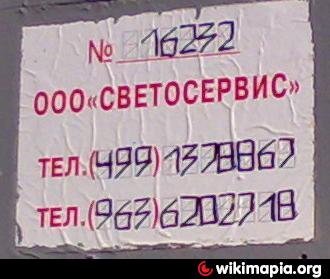 № 16232
ООО «СВЕТОСЕРВИС»
ТЕЛ.(499)1378867
ТЕЛ.(963)6202718
wikimapia.org